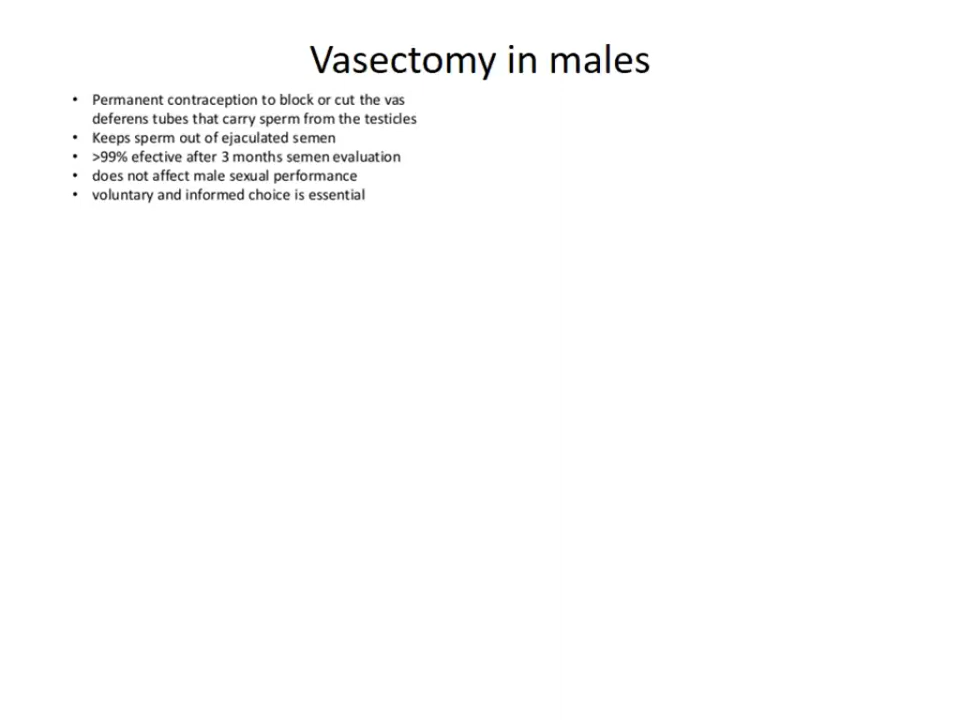 Vasectomy in males
• Permanent contraception to block or cut the vas
deferens tubes that carry sperm from the testicles
• Keeps sperm out of ejaculated semen
• >99% efective after 3 months semen evaluation
• does not affect male sexual performance
• voluntary and informed choice is essential